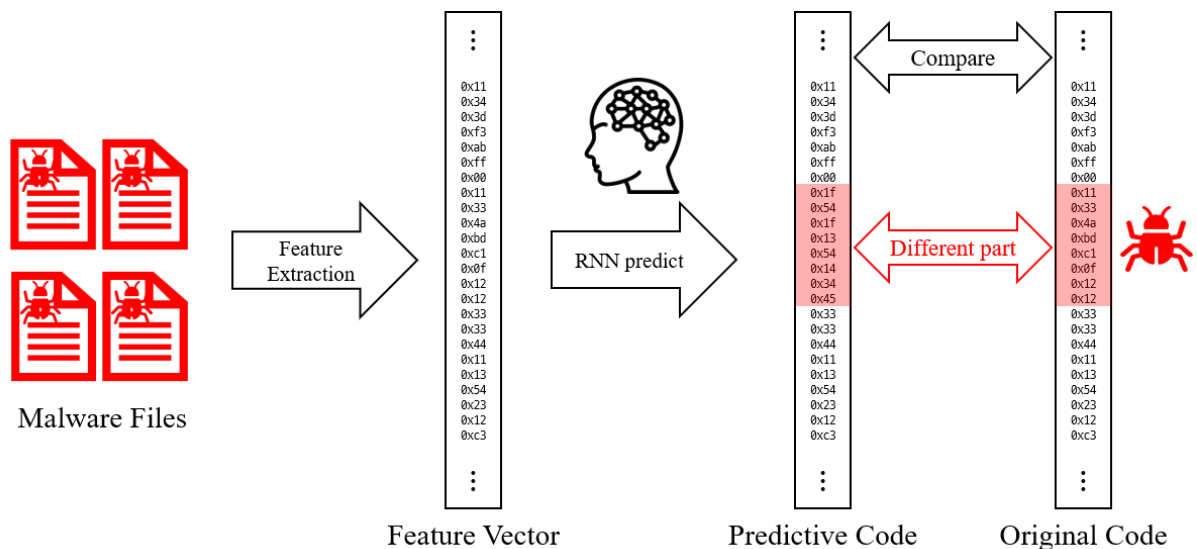 Malware Files
Feature
Extraction
⋮
0x11
0x34
0x3d
0xf3
0xab
0xff
0x00
0x11
0x33
0x4a
0xbd
0xc1
0x0f
0x12
0x12
0x33
0x33
0x44
0x11
0x13
0x54
0x23
0x12
0xc3
⋮
Feature Vector
RNN predict
⋮
0x11
0x34
0x3d
0xf3
0xab
0xff
0x00
0x1f
0x54
0x1f
0x13
0x54
0x14
0x34
0x45
0x33
0x33
0x44
0x11
0x13
0x54
0x23
0x12
0xc3
⋮
Predictive Code
Compare
Different part
⋮
0x11
0x34
0x3d
0xf3
0xab
0xff
0x00
0x11
0x33
0x4a
0xbd
0xc1
0x0f
0x12
0x12
0x33
0x33
0x44
0x11
0x13
0x54
0x23
0x12
0xc3
⋮
Original Code